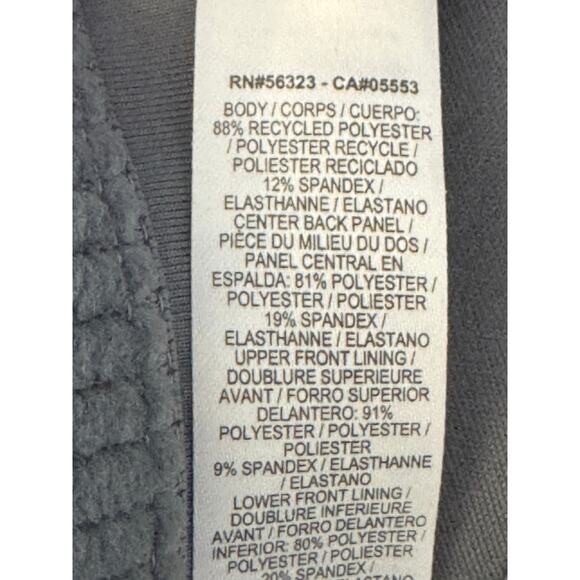 RN#56323 - CA#05553
BODY / CORPS / CUERPO:
88% RECYCLED POLYESTER
/ POLYESTER RECYCLE /
POLIESTER RECICLADO
12% SPANDEX /
ELASTHANNE / ELASTANO
CENTER BACK PANEL /
PIÈCE DU MILIEU DU DOS /
PANEL CENTRAL EN
ESPALDA: 81% POLYESTER /
POLYESTER / POLIESTER
19% SPANDEX /
ELASTHANNE / ELASTANO
UPPER FRONT LINING /
DOUBLURE SUPERIEURE
AVANT / FORRO SUPERIOR
DELANTERO: 91%
POLYESTER / POLYESTER /
POLIESTER
9% SPANDEX / ELASTHANNE
/ ELASTANO
LOWER FRONT LINING /
DOUBLURE INFERIEURE
AVANT / FORRO DELANTERO
INFERIOR: 80% POLYESTER /
POLYESTER / POLIESTER
20% SPANDEX /